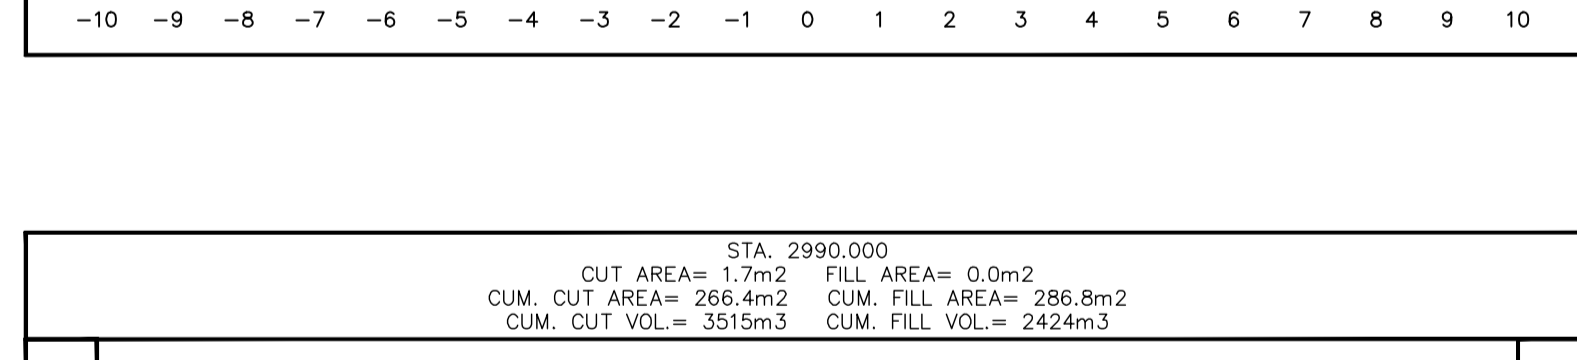 -10 -9 -8 -7 -6 -5 -4 -3 -2 -1 0 1 2 3 4 5 6 7 8 9 10
STA. 2990.000
CUT AREA= 1.7m2 FILL AREA= 0.0m2
CUM. CUT AREA= 266.4m2 CUM. FILL AREA= 286.8m2
CUM. CUT VOL.= 3515m3 CUM. FILL VOL.= 2424m3